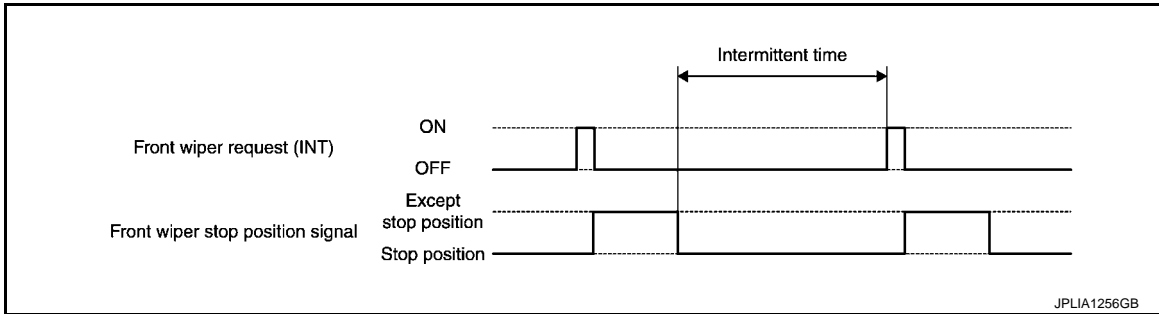 Intermittent time
ON
Front wiper request (INT)
OFF
Except
stop position
Front wiper stop position signal
Stop position
JPLIA1256GB